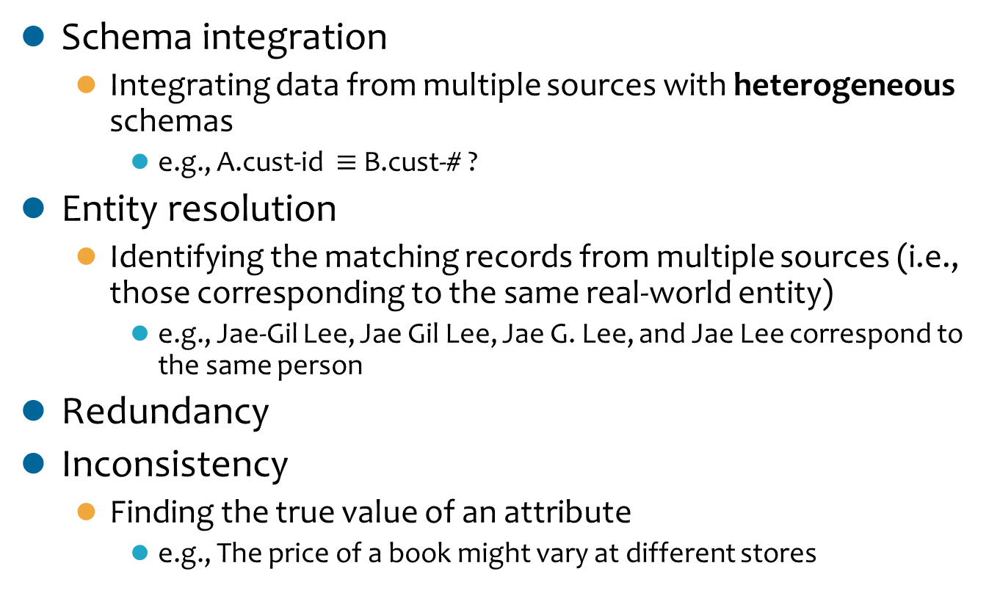 Schema integration
Integrating data from multiple sources with heterogeneous
schemas
e.g., A.cust-id ≡ B.cust-# ?
Entity resolution
Identifying the matching records from multiple sources (i.e.,
those corresponding to the same real-world entity)
e.g., Jae-Gil Lee, Jae Gil Lee, Jae G. Lee, and Jae Lee correspond to
the same person
Redundancy
Inconsistency
Finding the true value of an attribute
e.g., The price of a book might vary at different stores